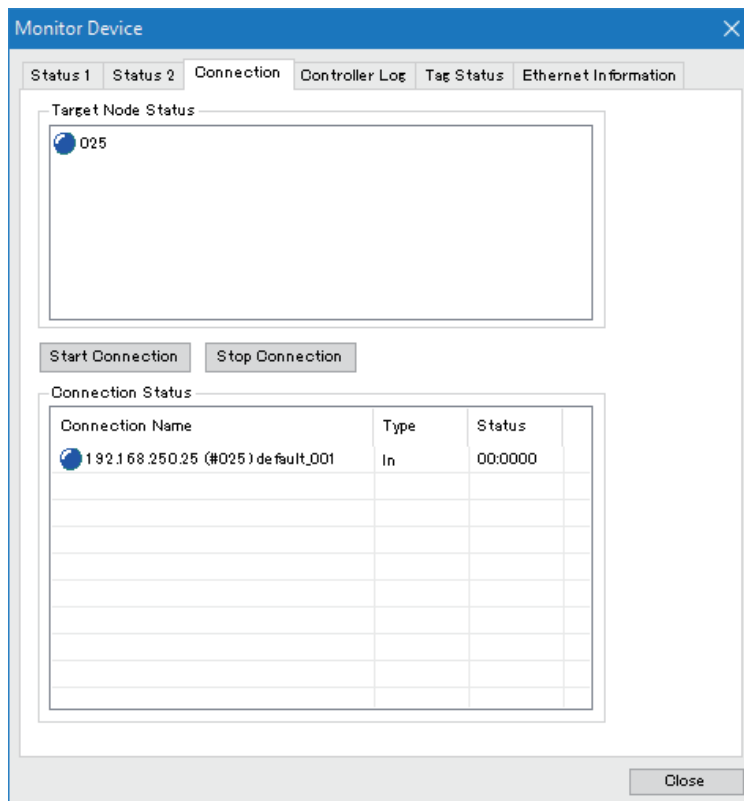 Monitor Device
Status 1 Status 2 Connection Controller Log Tag Status Ethernet Information
Target Node Status
025
Start Connection Stop Connection
Connection Status
Connection Name Type Status
192.168.250.25 (#025) default_001 In 00:0000
Close